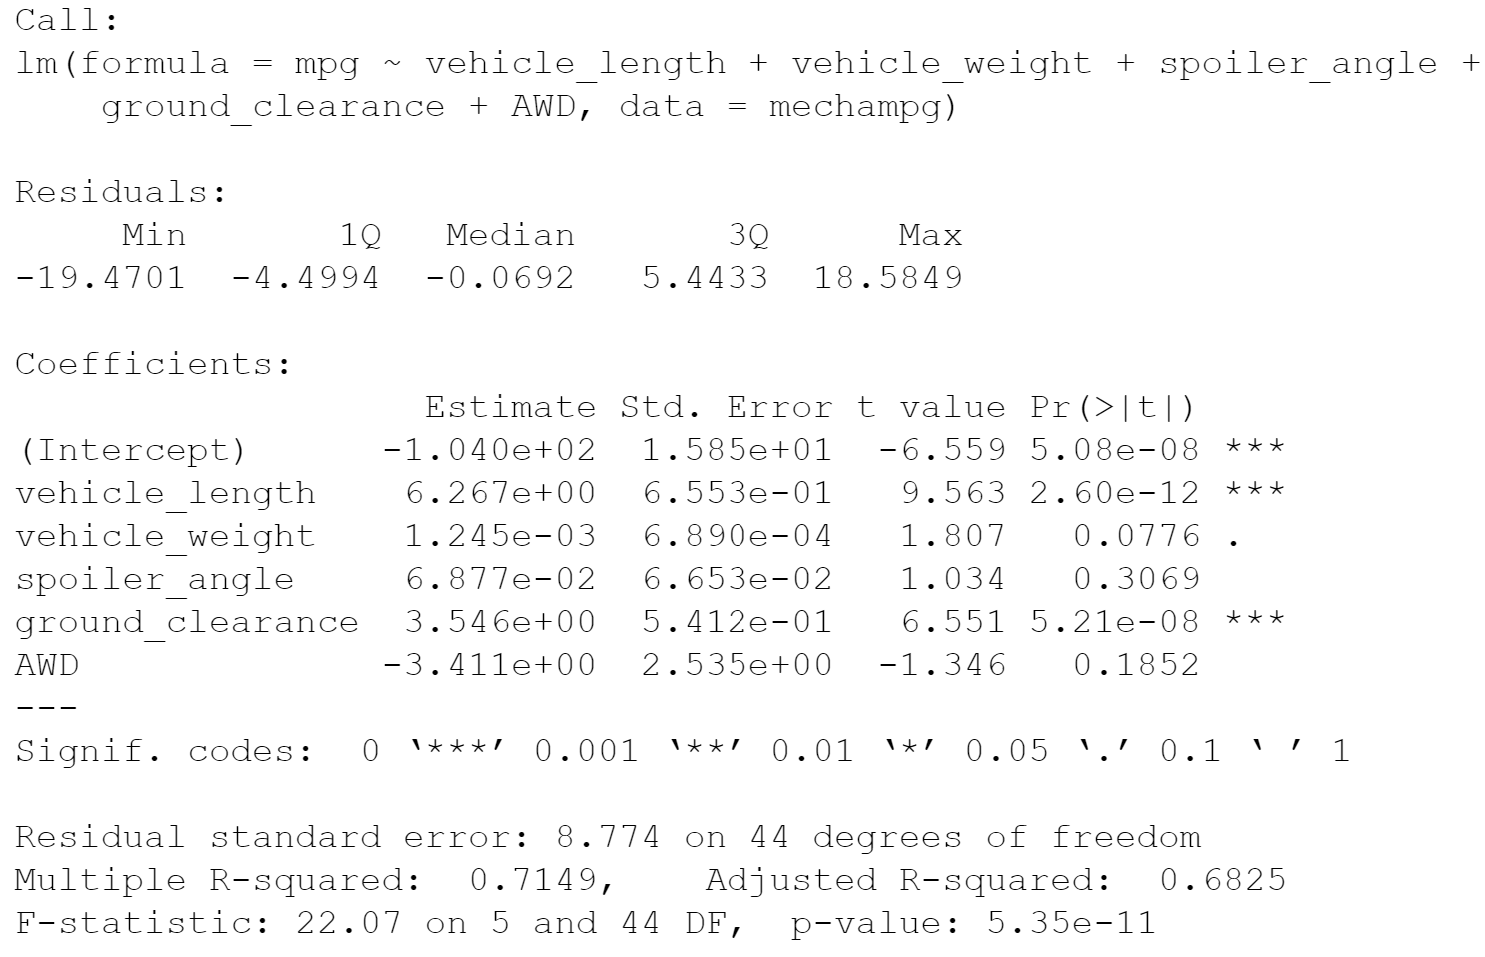 Call:
lm(formula = mpg ~ vehicle_length + vehicle_weight + spoiler_angle +
    ground_clearance + AWD, data = mechampg)

Residuals:
     Min       1Q   Median       3Q      Max
-19.4701  -4.4994  -0.0692   5.4433  18.5849

Coefficients:
                   Estimate Std. Error t value Pr(>|t|)
(Intercept)      -1.040e+02  1.585e+01  -6.559 5.08e-08 ***
vehicle_length    6.267e+00  6.553e-01   9.563 2.60e-12 ***
vehicle_weight    1.245e-03  6.890e-04   1.807   0.0776 .
spoiler_angle     6.877e-02  6.653e-02   1.034   0.3069
ground_clearance  3.546e+00  5.412e-01   6.551 5.21e-08 ***
AWD              -3.411e+00  2.535e+00  -1.346   0.1852
---
Signif. codes:  0 ‘***’ 0.001 ‘**’ 0.01 ‘*’ 0.05 ‘.’ 0.1 ‘ ’ 1

Residual standard error: 8.774 on 44 degrees of freedom
Multiple R-squared:  0.7149,    Adjusted R-squared:  0.6825
F-statistic: 22.07 on 5 and 44 DF,  p-value: 5.35e-11